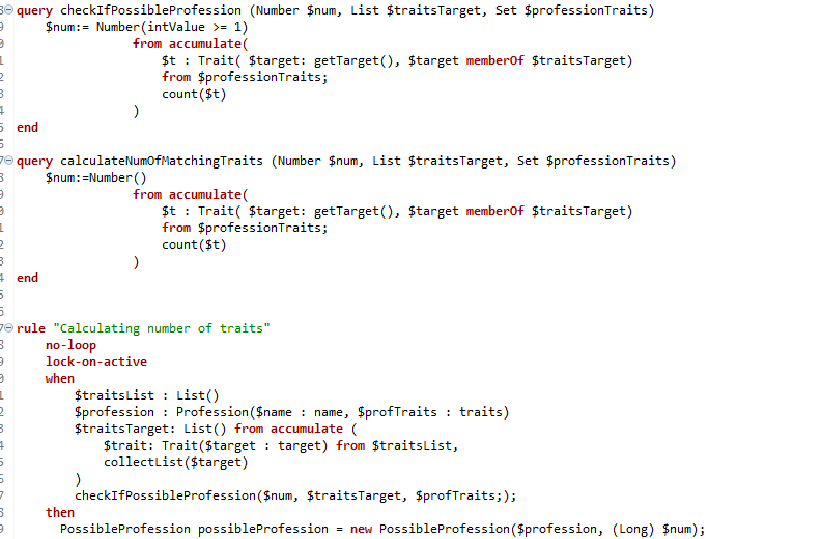 query checkIfPossibleProfession (Number $num, List $traitsTarget, Set $professionTraits)
    $num:= Number(intValue >= 1)
                from accumulate(
                    $t : Trait( $target: getTarget(), $target memberOf $traitsTarget)
                    from $professionTraits;
                    count($t)
                )
end
query calculateNumOfMatchingTraits (Number $num, List $traitsTarget, Set $professionTraits)
    $num:=Number()
                from accumulate(
                    $t : Trait( $target: getTarget(), $target memberOf $traitsTarget)
                    from $professionTraits;
                    count($t)
                )
end
rule "Calculating number of traits"
    no-loop
    lock-on-active
    when
        $traitsList : List()
        $profession : Profession($name : name, $profTraits : traits)
        $traitsTarget: List() from accumulate (
            $trait: Trait($target : target) from $traitsList,
            collectList($target)
        )
        checkIfPossibleProfession($num, $traitsTarget, $profTraits;);
    then
      PossibleProfession possibleProfession = new PossibleProfession($profession, (Long) $num);